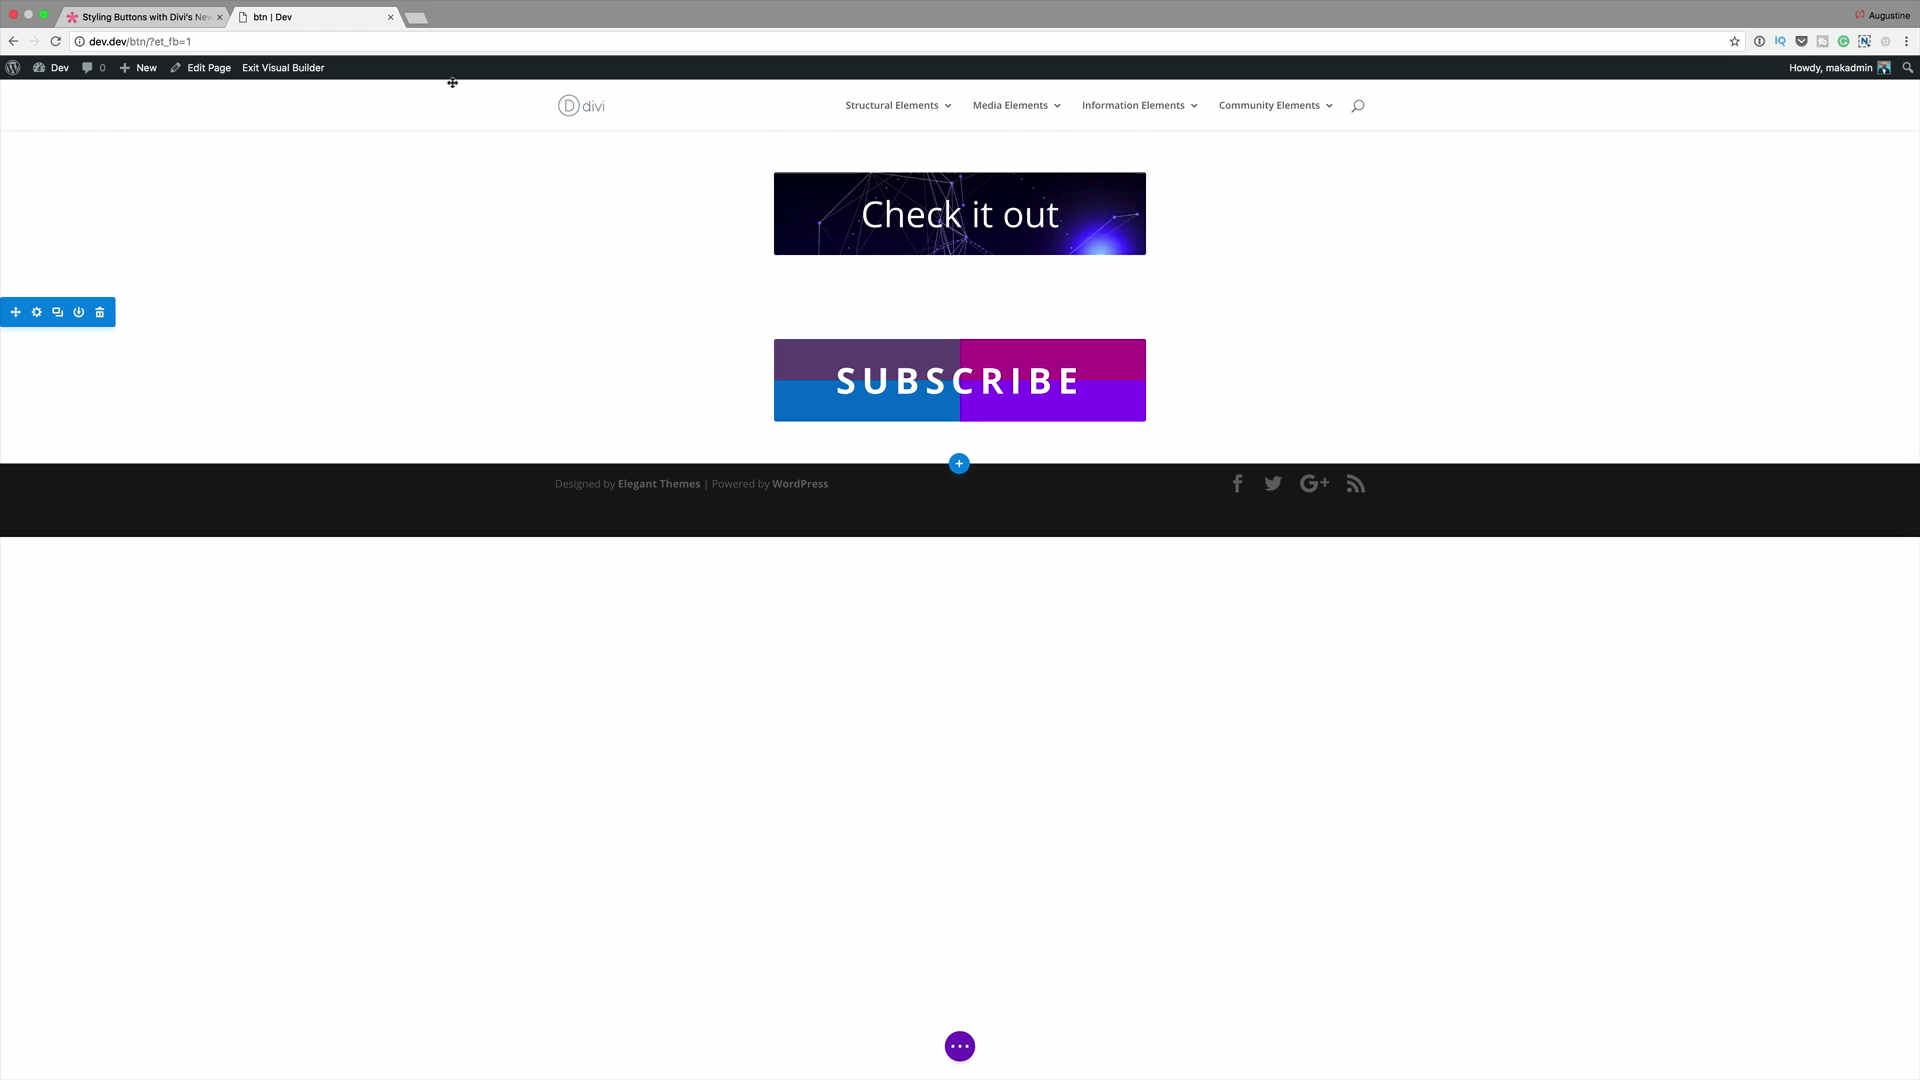 Styling Buttons with Divi's New
btn | Dev
Augustine
dev.dev/btn/?et_fb=1
IQ
Dev
0
New
Edit Page
Exit Visual Builder
Howdy, makadmin
D divi
Structural Elements
Media Elements
Information Elements
Community Elements
Check it out
SUBSCRIBE
Designed by Elegant Themes | Powered by WordPress
G+